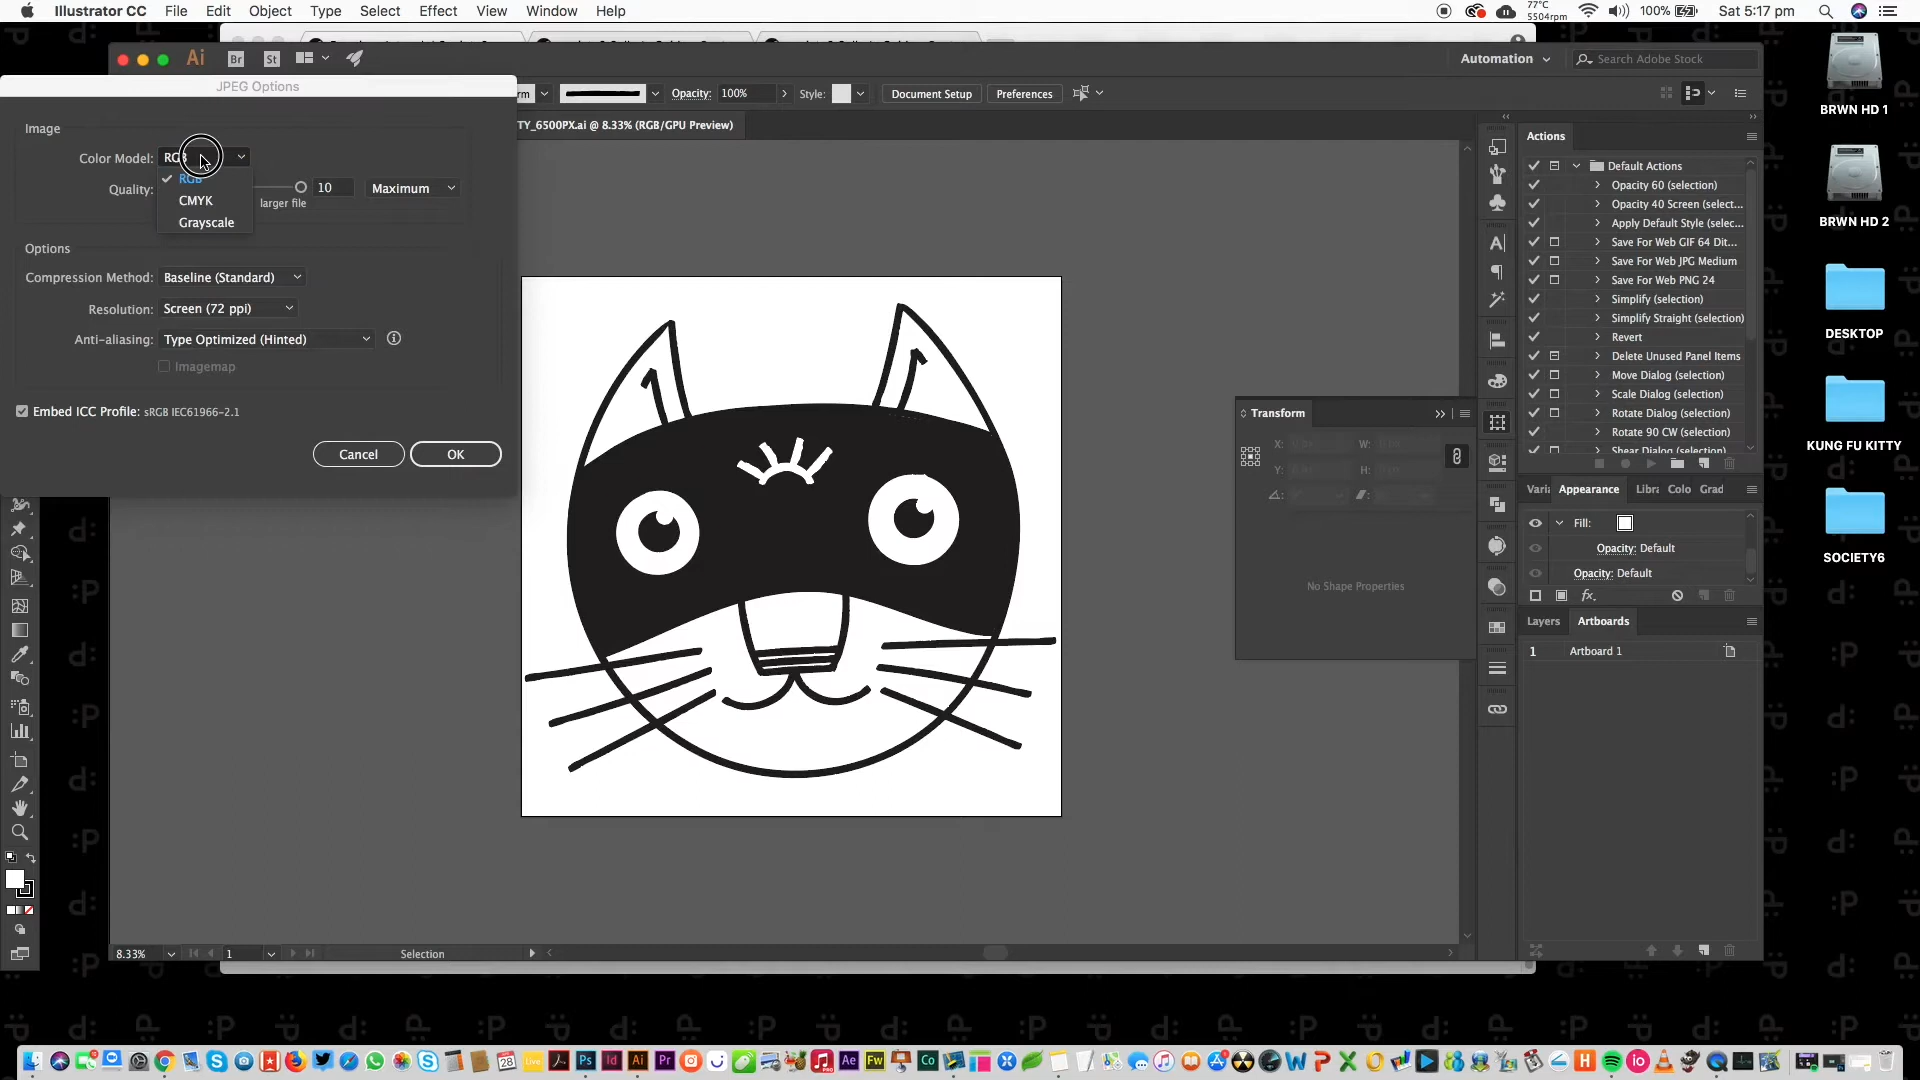 Illustrator CC File Edit Object Type Select Effect View Window Help
77°C
5504rpm
100%
Sat 5:17 pm
Ai
Br
St
Automation
Search Adobe Stock
JPEG Options
Opacity: 100%
Style:
Document Setup
Preferences
TY_6500PX.ai @ 8.33% (RGB/GPU Preview)
Image
Color Model: RGB
RGB
CMYK
Grayscale
Quality:
10
Maximum
larger file
Options
Compression Method: Baseline (Standard)
Resolution: Screen (72 ppi)
Anti-aliasing: Type Optimized (Hinted)
Imagemap
Embed ICC Profile: sRGB IEC61966-2.1
Cancel
OK
Transform
X:
W:
Y:
H:
No Shape Properties
Actions
Default Actions
Opacity 60 (selection)
Opacity 40 Screen (select...
Apply Default Style (selec...
Save For Web GIF 64 Dit...
Save For Web JPG Medium
Save For Web PNG 24
Simplify (selection)
Simplify Straight (selection)
Revert
Delete Unused Panel Items
Move Dialog (selection)
Scale Dialog (selection)
Rotate Dialog (selection)
Rotate 90 CW (selection)
Shear Dialog (selection)
Varia
Appearance
Libra
Colo
Grad
Fill:
Opacity: Default
Opacity: Default
fx.
Layers
Artboards
1 Artboard 1
BRWN HD 1
BRWN HD 2
DESKTOP
KUNG FU KITTY
SOCIETY6
8.33%
1
Selection